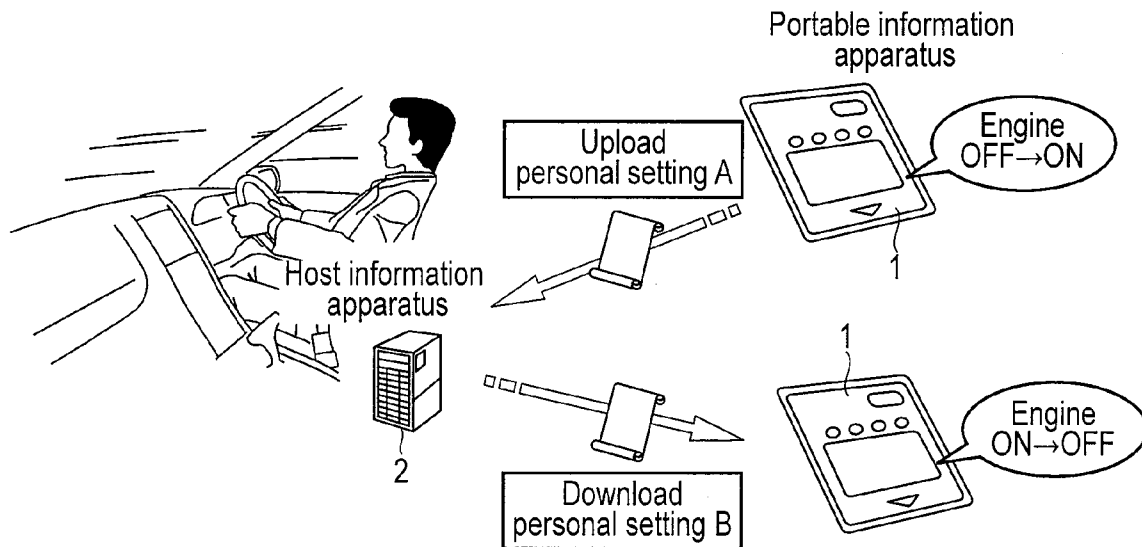 Portable information
apparatus
Upload
personal setting A
Engine
OFF→ON
1
Host information
apparatus
2
1
Engine
ON→OFF
Download
personal setting B